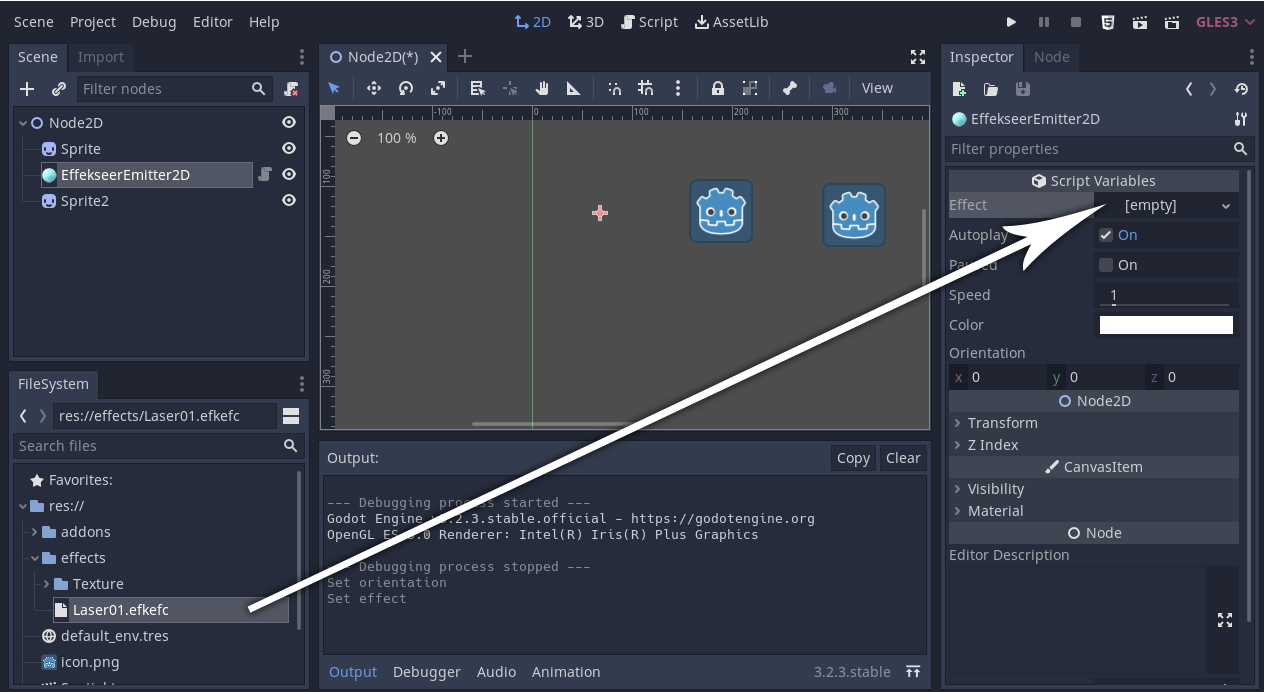 Scene Project Debug Editor Help
2D 3D Script AssetLib
GLES3
Scene Import
Filter nodes
Node2D
Sprite
EffekseerEmitter2D
Sprite2
FileSystem
res://effects/Laser01.efkefc
Search files
Favorites:
res://
addons
effects
Texture
Laser01.efkefc
default_env.tres
icon.png
Node2D(*)
View
-100 0 100 200 300
100 %
100
200
300
Output:
Copy Clear
--- Debugging process started ---
Godot Engine v3.2.3.stable.official - https://godotengine.org
OpenGL ES 3.0 Renderer: Intel(R) Iris(R) Plus Graphics
--- Debugging process stopped ---
Set orientation
Set effect
Output Debugger Audio Animation
3.2.3.stable
Inspector Node
EffekseerEmitter2D
Filter properties
Script Variables
Effect [empty]
Autoplay On
Paused On
Speed 1
Color
Orientation
x 0 y 0 z 0
Node2D
Transform
Z Index
CanvasItem
Visibility
Material
Node
Editor Description